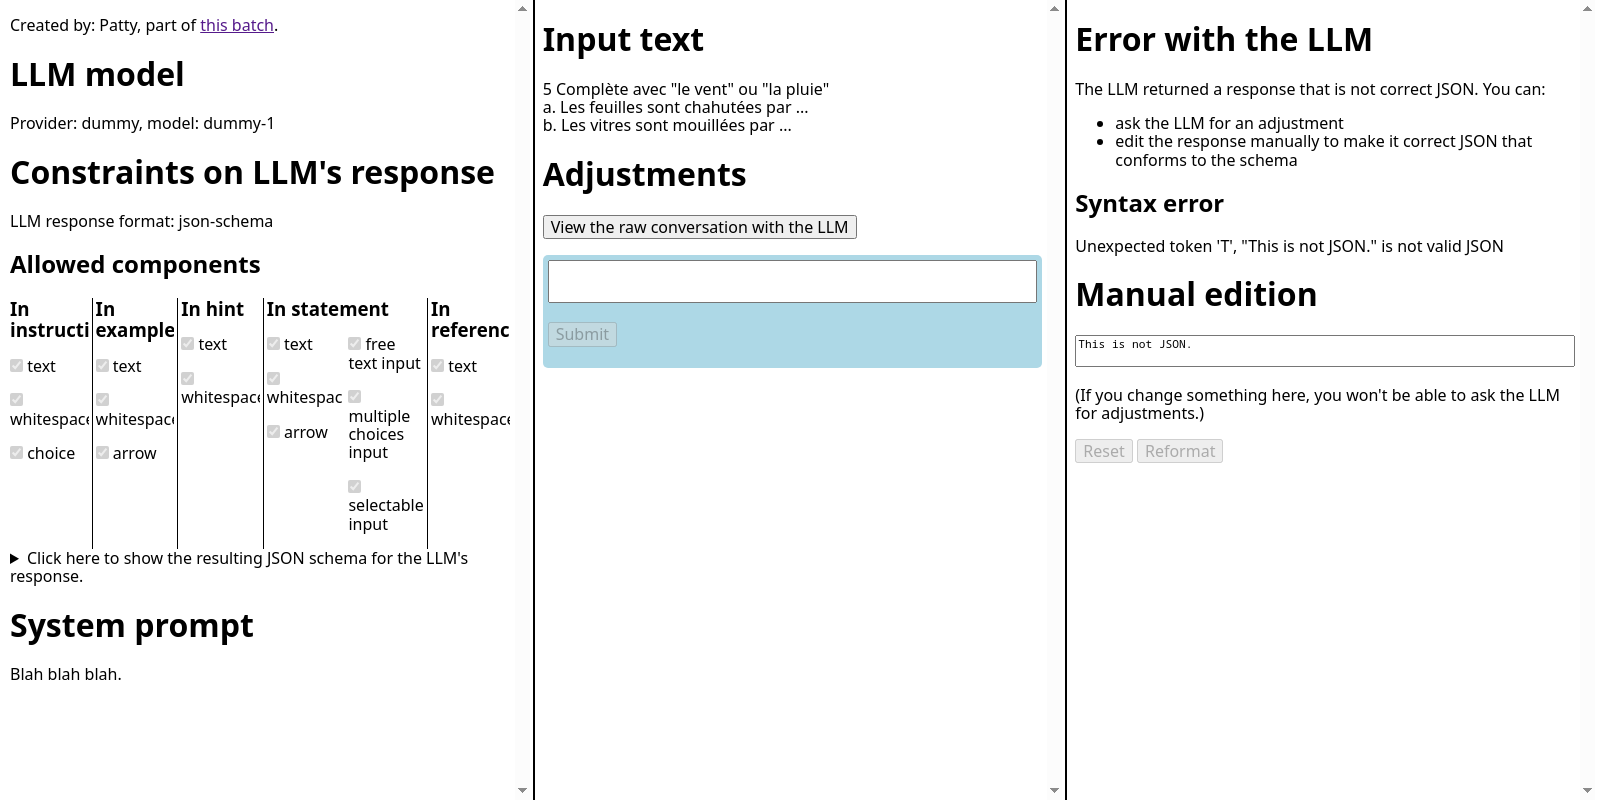 Created by: Patty, part of this batch.
LLM model
Provider: dummy, model: dummy-1
Constraints on LLM's response
LLM response format: json-schema
Allowed components
In
instructi
text
whitespace
choice
In
example
text
whitespace
arrow
In hint
text
whitespace
In statement
text
whitespac
arrow
free
text input
multiple
choices
input
selectable
input
In
referenc
text
whitespace
Click here to show the resulting JSON schema for the LLM's
response.
System prompt
Blah blah blah.
Input text
5 Complète avec "le vent" ou "la pluie"
a. Les feuilles sont chahutées par ...
b. Les vitres sont mouillées par ...
Adjustments
View the raw conversation with the LLM
Submit
Error with the LLM
The LLM returned a response that is not correct JSON. You can:
ask the LLM for an adjustment
edit the response manually to make it correct JSON that
conforms to the schema
Syntax error
Unexpected token 'T', "This is not JSON." is not valid JSON
Manual edition
This is not JSON.
(If you change something here, you won't be able to ask the LLM
for adjustments.)
Reset Reformat